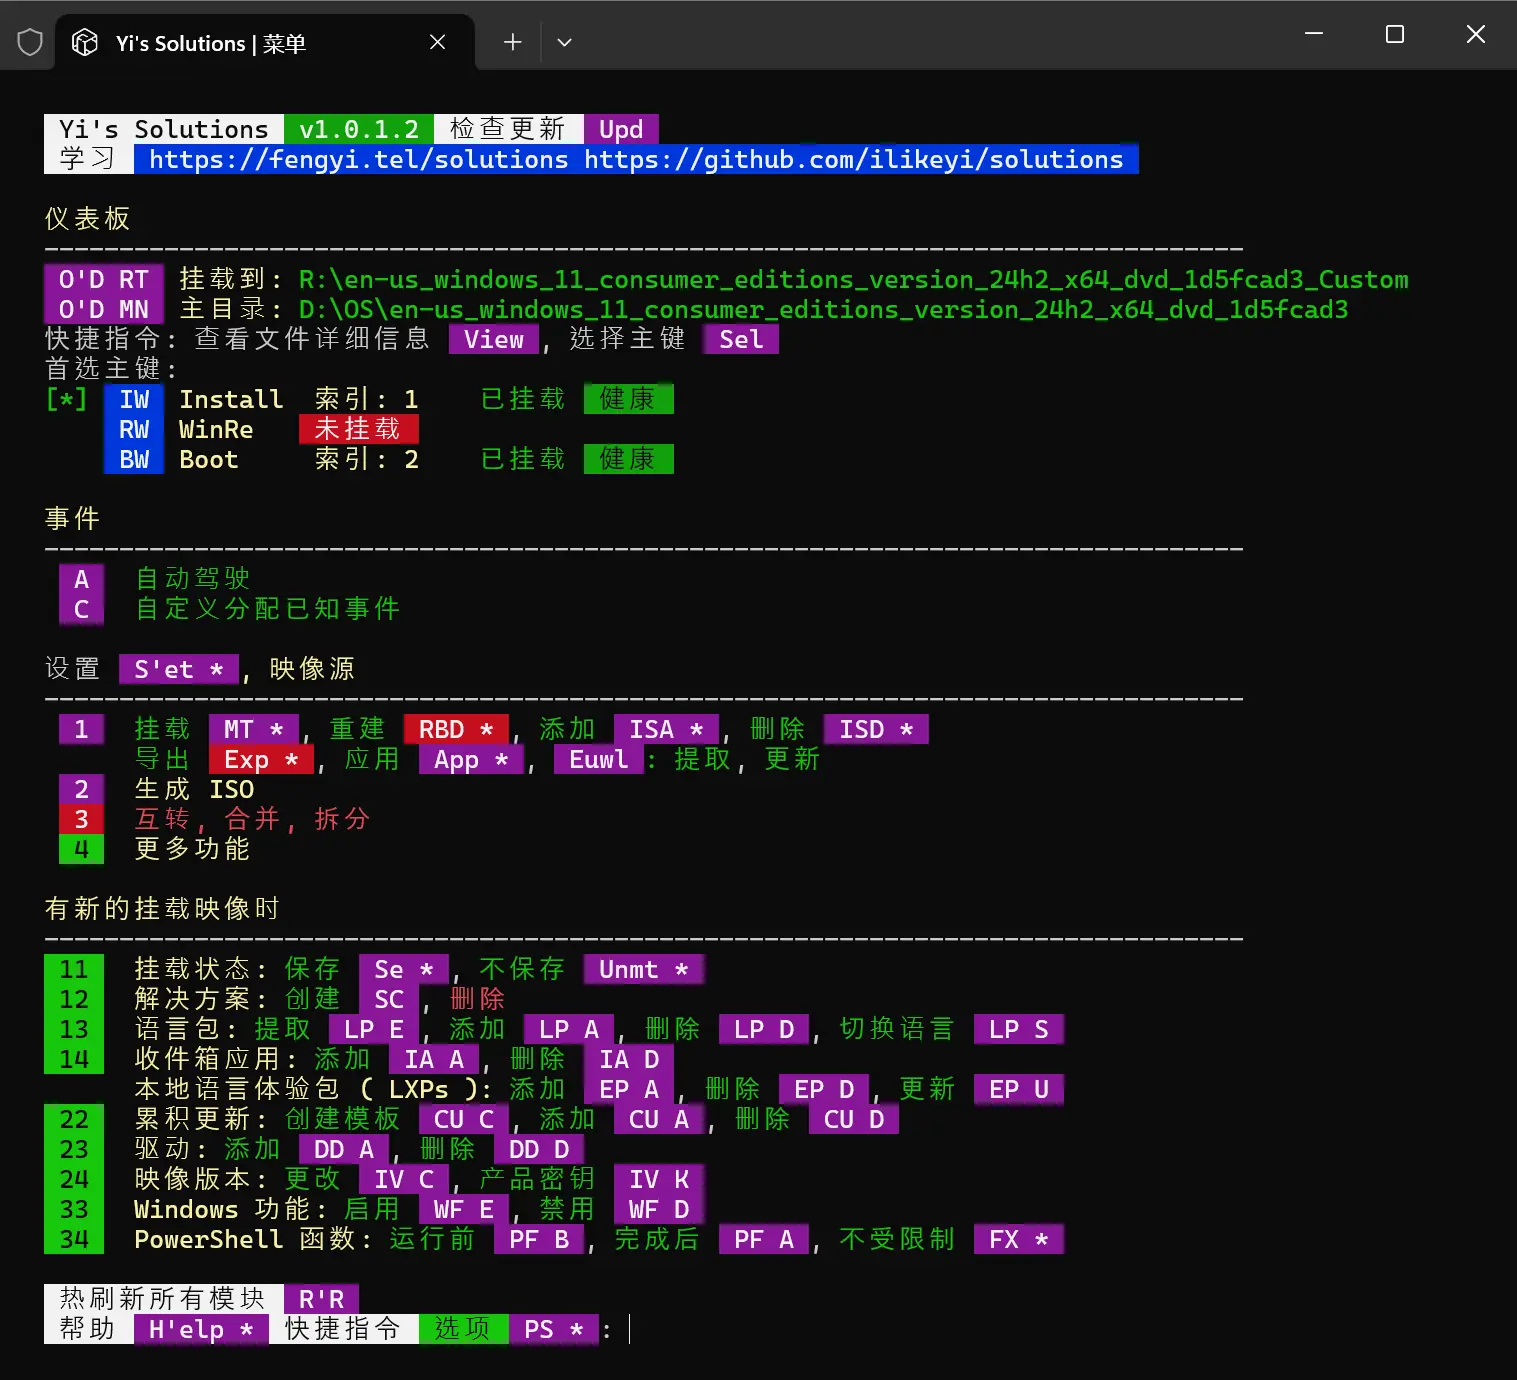 Yi's Solutions | 菜单
Yi's Solutions v1.0.1.2 检查更新 Upd
学习 https://fengyi.tel/solutions https://github.com/ilikeyi/solutions
仪表板
--------------------------------------------------------------------------------
O'D RT 挂载到: R:\en-us_windows_11_consumer_editions_version_24h2_x64_dvd_1d5fcad3_Custom
O'D MN 主目录: D:\OS\en-us_windows_11_consumer_editions_version_24h2_x64_dvd_1d5fcad3
快捷指令: 查看文件详细信息 View , 选择主键 Sel
首选主键:
[*] IW Install 索引: 1 已挂载 健康
RW WinRe 未挂载
BW Boot 索引: 2 已挂载 健康
事件
--------------------------------------------------------------------------------
A 自动驾驶
C 自定义分配已知事件
设置 S'et * , 映像源
--------------------------------------------------------------------------------
1 挂载 MT * , 重建 RBD * , 添加 ISA * , 删除 ISD *
导出 Exp * , 应用 App * , Euwl : 提取, 更新
2 生成 ISO
3 互转, 合并, 拆分
4 更多功能
有新的挂载映像时
--------------------------------------------------------------------------------
11 挂载状态: 保存 Se * , 不保存 Unmt *
12 解决方案: 创建 SC , 删除
13 语言包: 提取 LP E , 添加 LP A , 删除 LP D , 切换语言 LP S
14 收件箱应用: 添加 IA A , 删除 IA D
本地语言体验包 ( LXPs ): 添加 EP A , 删除 EP D , 更新 EP U
22 累积更新: 创建模板 CU C , 添加 CU A , 删除 CU D
23 驱动: 添加 DD A , 删除 DD D
24 映像版本: 更改 IV C , 产品密钥 IV K
33 Windows 功能: 启用 WF E , 禁用 WF D
34 PowerShell 函数: 运行前 PF B , 完成后 PF A , 不受限制 FX *
热刷新所有模块 R'R
帮助 H'elp * 快捷指令 选项 PS * :